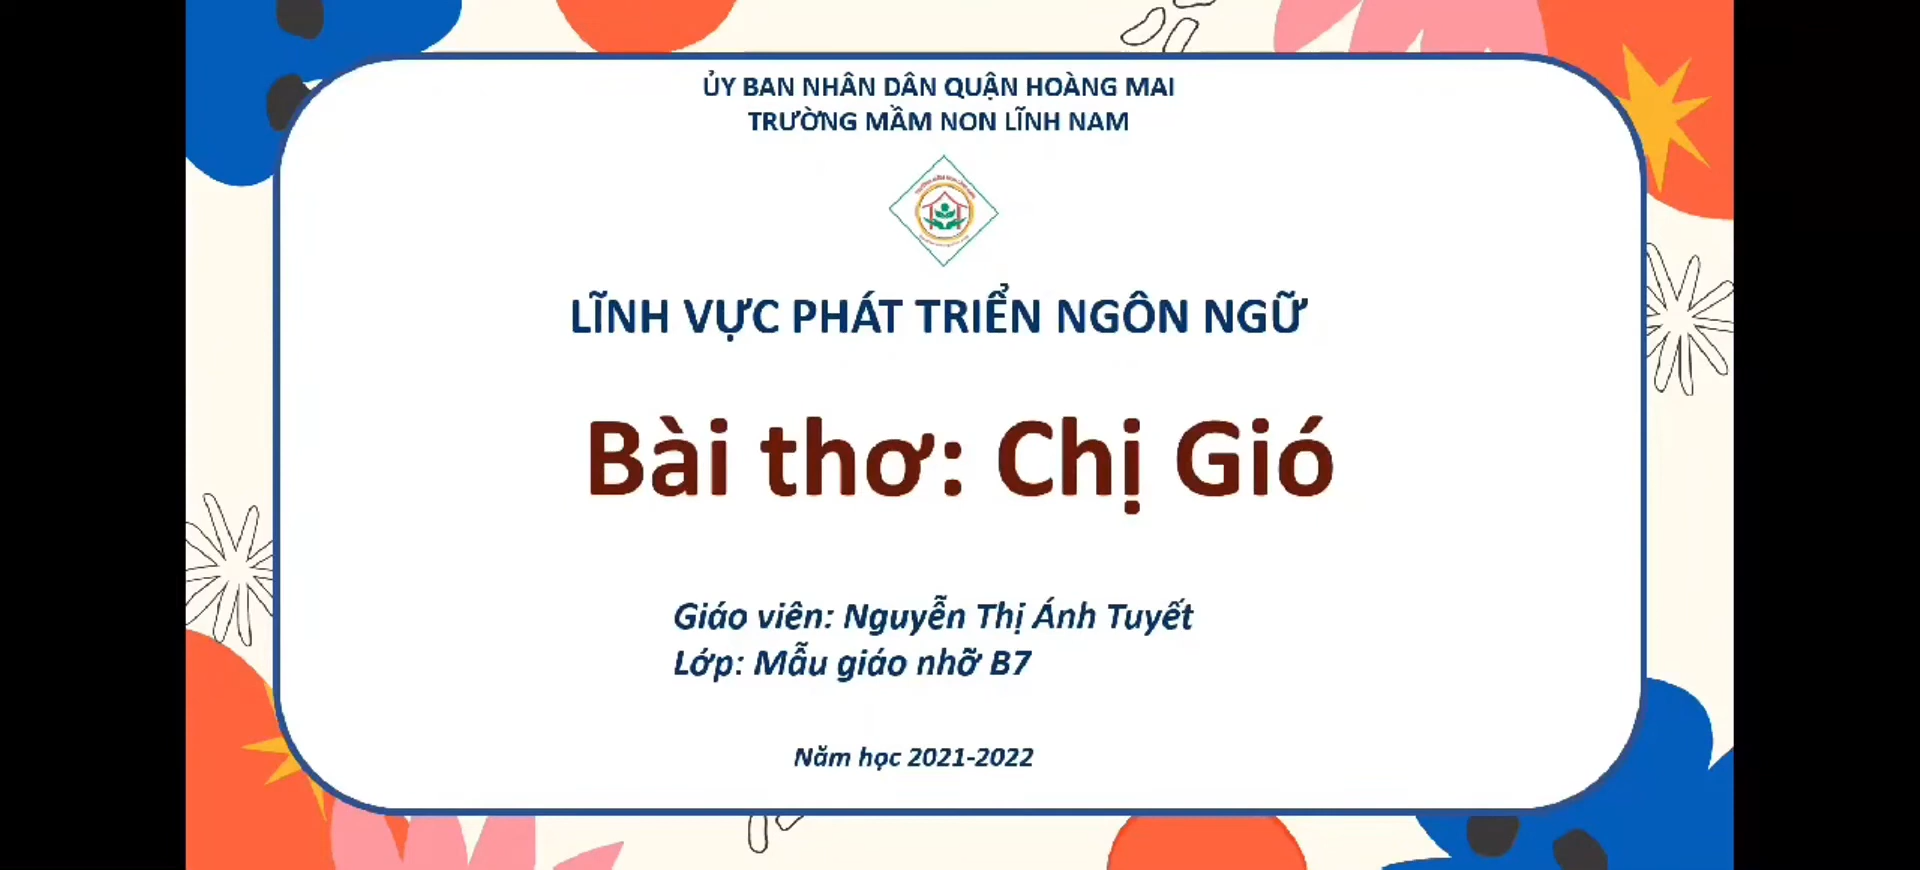 ỦY BAN NHÂN DÂN QUẬN HOÀNG MAI
TRƯỜNG MẦM NON LĨNH NAM
LĨNH VỰC PHÁT TRIỂN NGÔN NGỮ
Bài thơ: Chị Gió
Giáo viên: Nguyễn Thị Ánh Tuyết
Lớp: Mẫu giáo nhỡ B7
Năm học 2021-2022